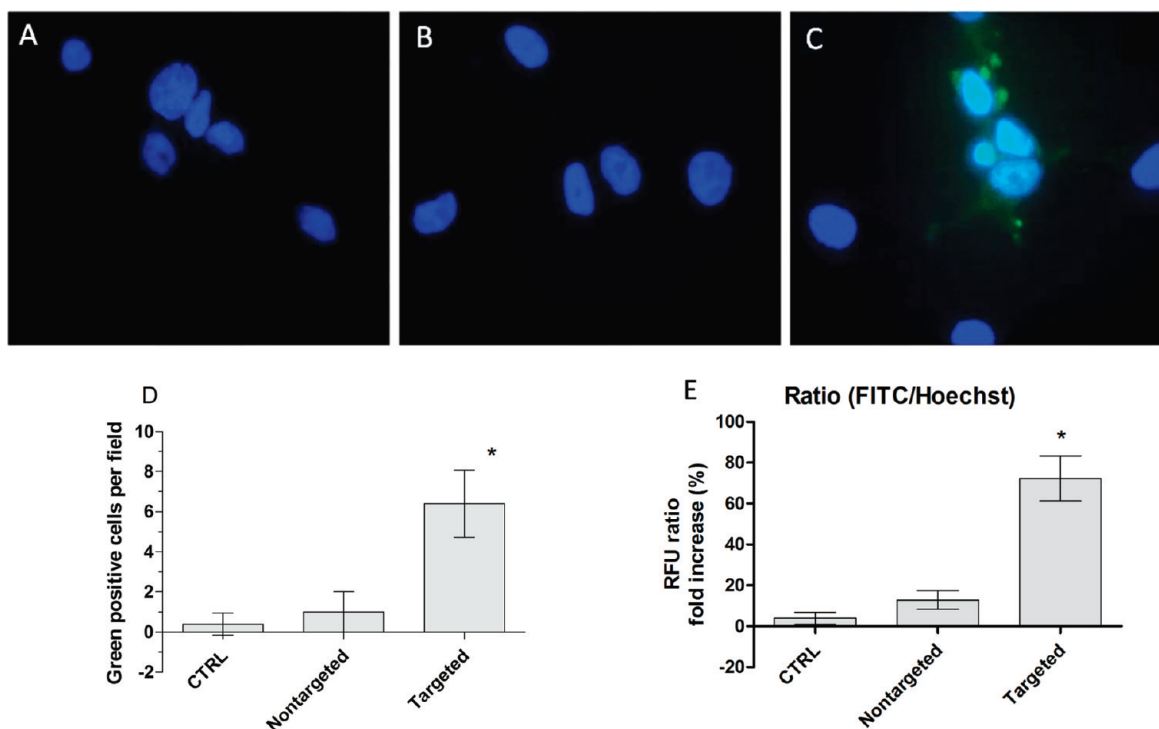 A
B
C
D
Green positive cells per field
10
8
6
4
2
0
-2
*
CTRL
Nontargeted
Targeted
E
Ratio (FITC/Hoechst)
RFU ratio
fold increase (%)
100
80
60
40
20
0
-20
*
CTRL
Nontargeted
Targeted